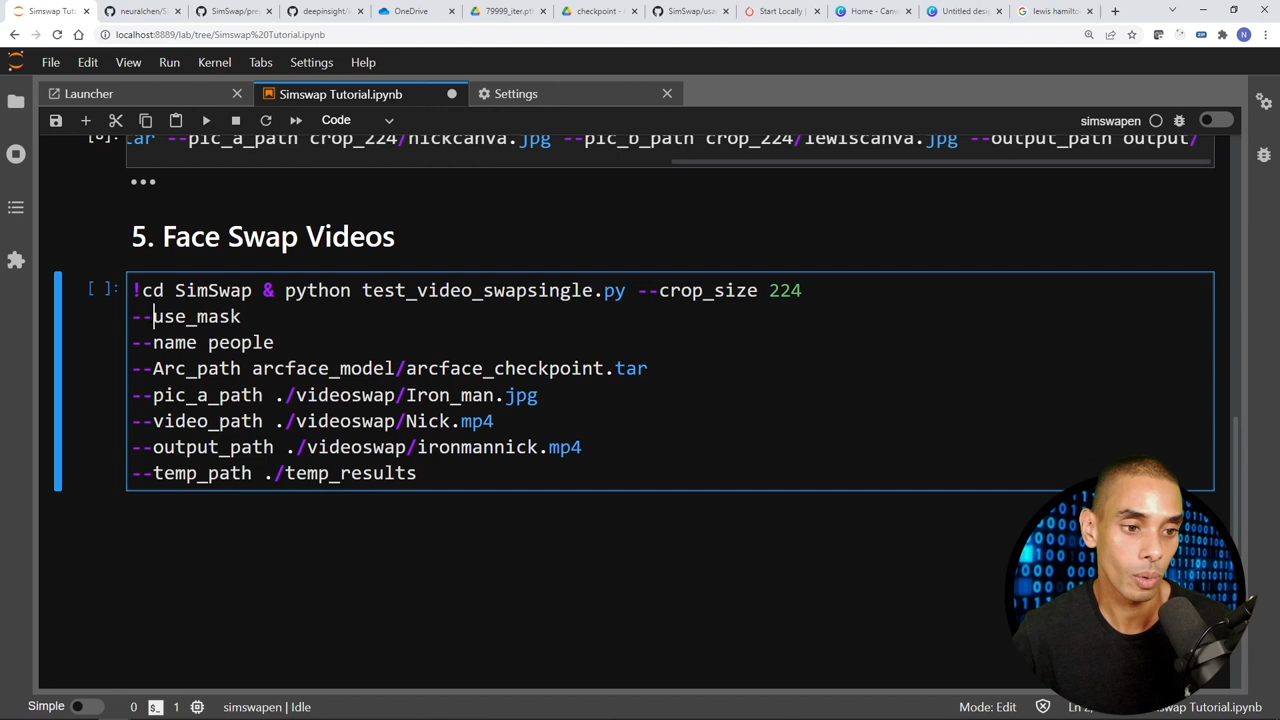 Simswap Tu
neuralchen/S
SimSwap/pre
deepinsight/i
OneDrive
79999_iter.pth
checkpoint -
SimSwap/usa
Start Locally |
Home - Canva
Untitled desi
lewis hamilto
localhost:8889/lab/tree/Simswap%20Tutorial.ipynb
N
File Edit View Run Kernel Tabs Settings Help
Launcher
Simswap Tutorial.ipynb
Settings
Code
simswapen
tar --pic_a_path crop_224/nickcanva.jpg --pic_b_path crop_224/lewiscanva.jpg --output_path output/
5. Face Swap Videos
[ ]:
!cd SimSwap & python test_video_swapsingle.py --crop_size 224
--use_mask
--name people
--Arc_path arcface_model/arcface_checkpoint.tar
--pic_a_path ./videoswap/Iron_man.jpg
--video_path ./videoswap/Nick.mp4
--output_path ./videoswap/ironmannick.mp4
--temp_path ./temp_results
Simple 0 1 simswapen | Idle Mode: Edit swap Tutorial.ipynb